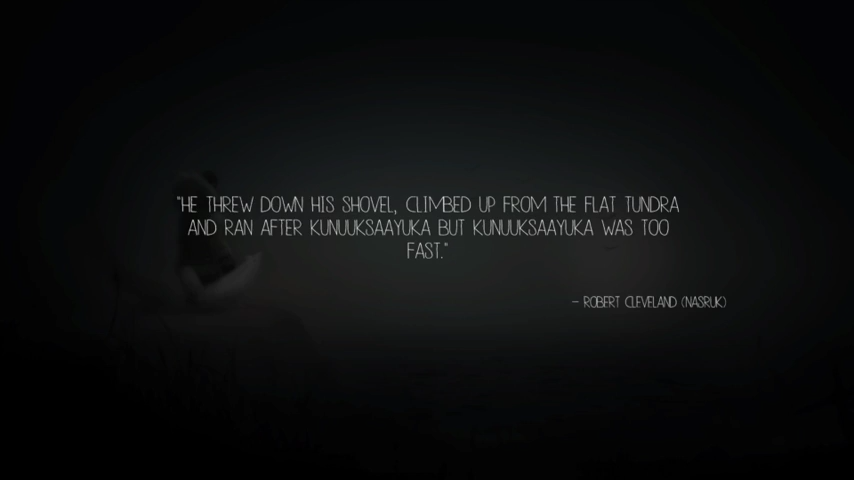 "HE THREW DOWN HIS SHOVEL, CLIMBED UP FROM THE FLAT TUNDRA
AND RAN AFTER KUNUUKSAAYUKA BUT KUNUUKSAAYUKA WAS TOO
FAST."
– ROBERT CLEVELAND (NASRUK)